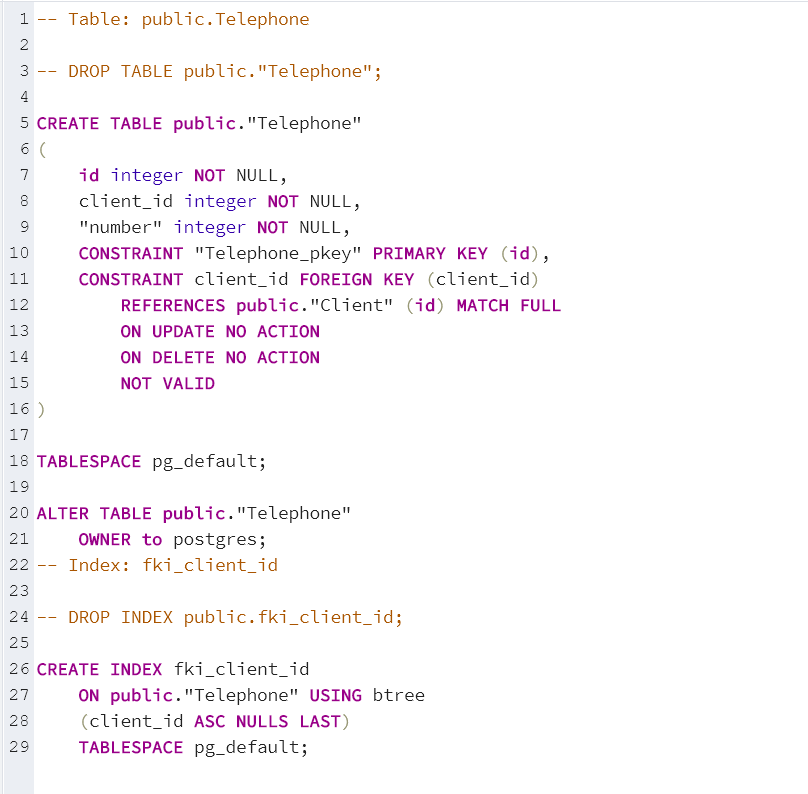 1 -- Table: public.Telephone
2
3 -- DROP TABLE public."Telephone";
4
5 CREATE TABLE public."Telephone"
6 (
7     id integer NOT NULL,
8     client_id integer NOT NULL,
9     "number" integer NOT NULL,
10     CONSTRAINT "Telephone_pkey" PRIMARY KEY (id),
11     CONSTRAINT client_id FOREIGN KEY (client_id)
12         REFERENCES public."Client" (id) MATCH FULL
13         ON UPDATE NO ACTION
14         ON DELETE NO ACTION
15         NOT VALID
16 )
17
18 TABLESPACE pg_default;
19
20 ALTER TABLE public."Telephone"
21     OWNER to postgres;
22 -- Index: fki_client_id
23
24 -- DROP INDEX public.fki_client_id;
25
26 CREATE INDEX fki_client_id
27     ON public."Telephone" USING btree
28     (client_id ASC NULLS LAST)
29     TABLESPACE pg_default;